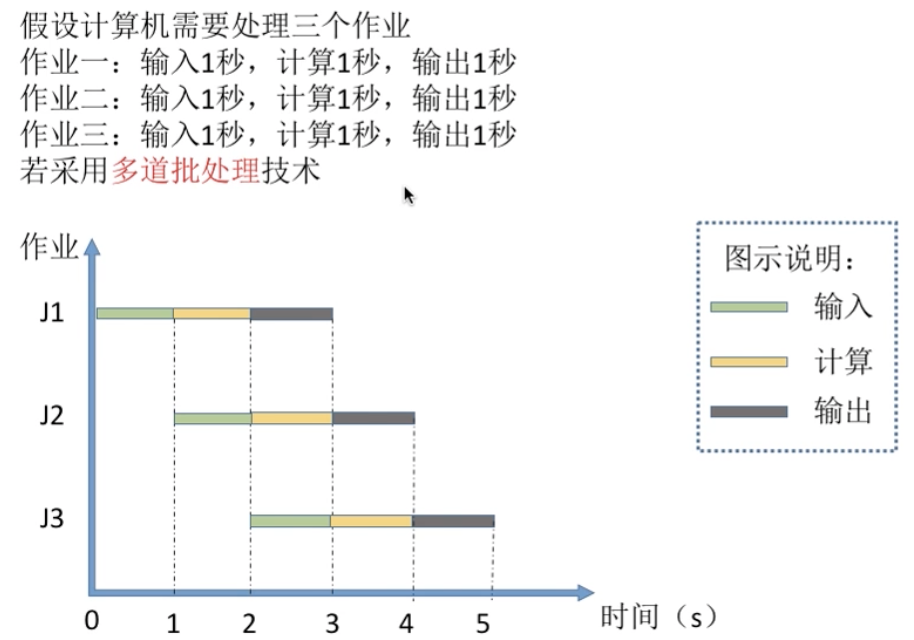 假设计算机需要处理三个作业
作业一：输入1秒，计算1秒，输出1秒
作业二：输入1秒，计算1秒，输出1秒
作业三：输入1秒，计算1秒，输出1秒
若采用多道批处理技术
作业
图示说明：
输入
计算
输出
J1
J2
J3
0 1 2 3 4 5 时间（s）